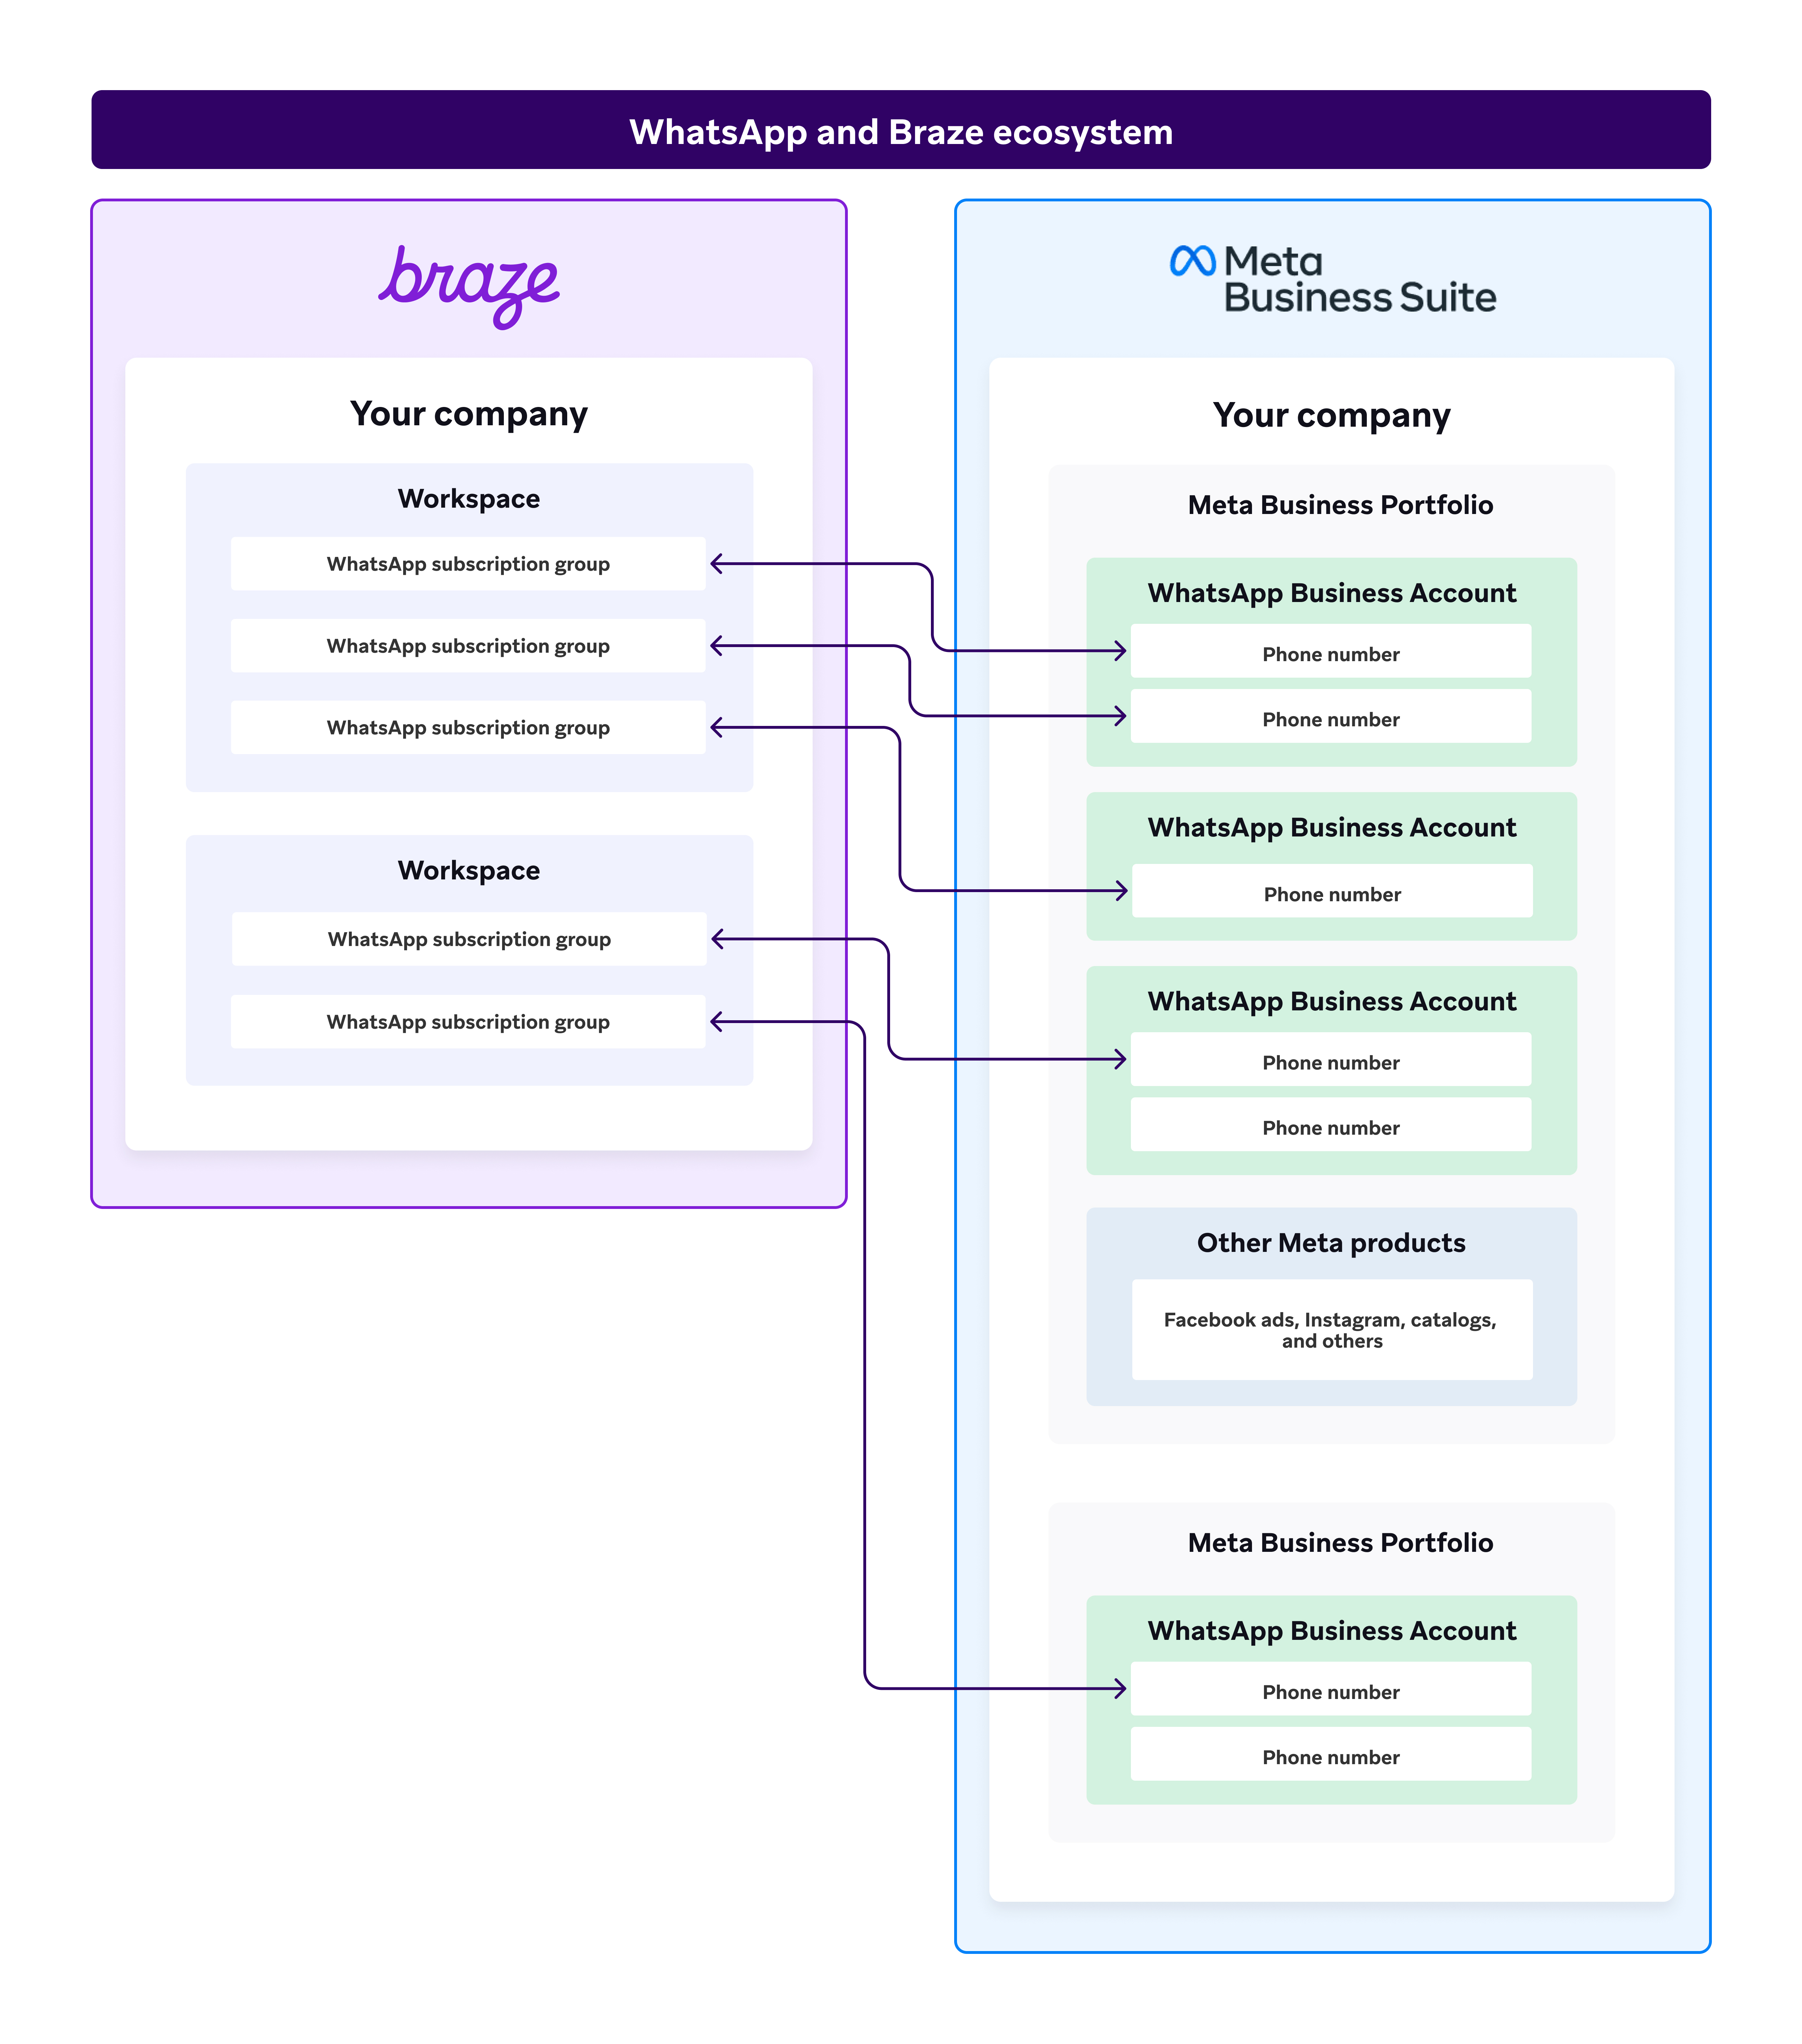 WhatsApp and Braze ecosystem
braze
Your company
Workspace
WhatsApp subscription group
WhatsApp subscription group
WhatsApp subscription group
Workspace
WhatsApp subscription group
WhatsApp subscription group
Meta
Business Suite
Your company
Meta Business Portfolio
WhatsApp Business Account
Phone number
Phone number
WhatsApp Business Account
Phone number
WhatsApp Business Account
Phone number
Phone number
Other Meta products
Facebook ads, Instagram, catalogs,
and others
Meta Business Portfolio
WhatsApp Business Account
Phone number
Phone number